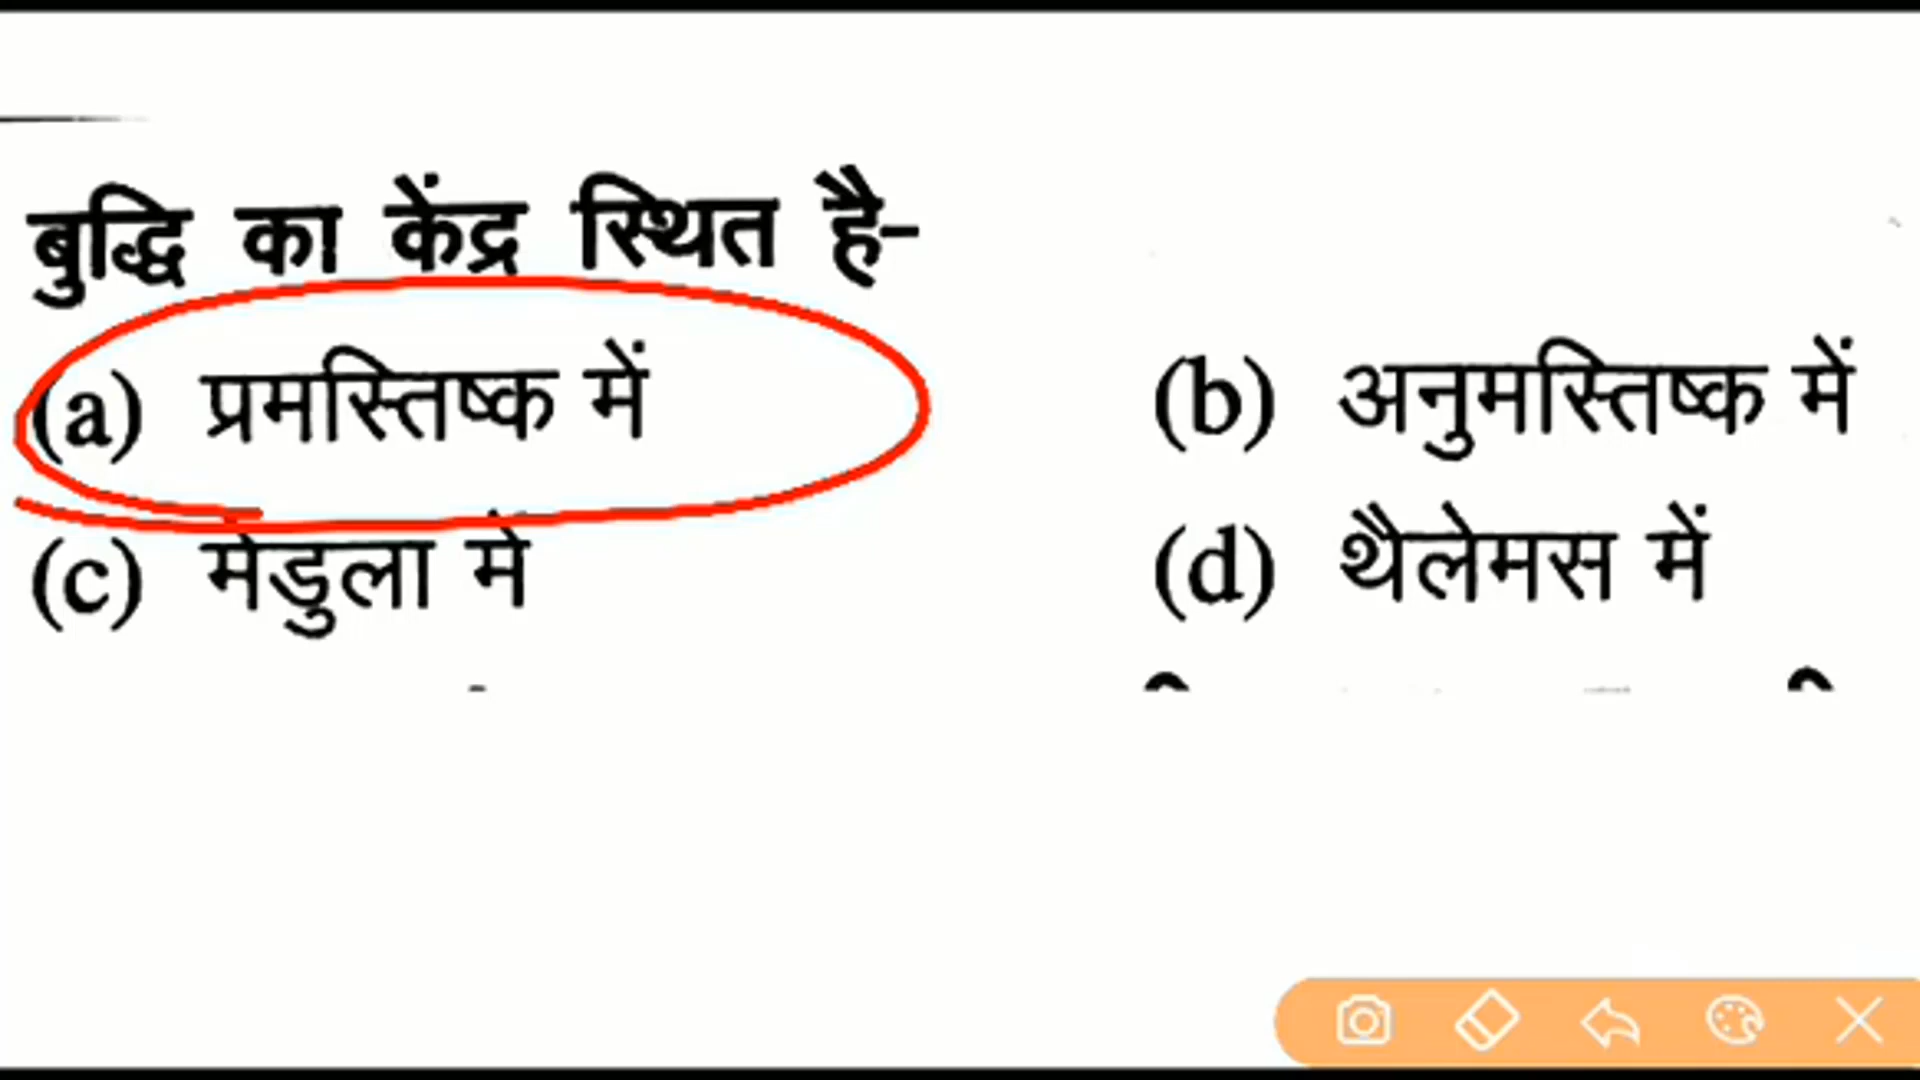 बुद्धि का केंद्र स्थित है-
(a) प्रमस्तिष्क में (b) अनुमस्तिष्क में
(c) मेडुला में (d) थैलेमस में